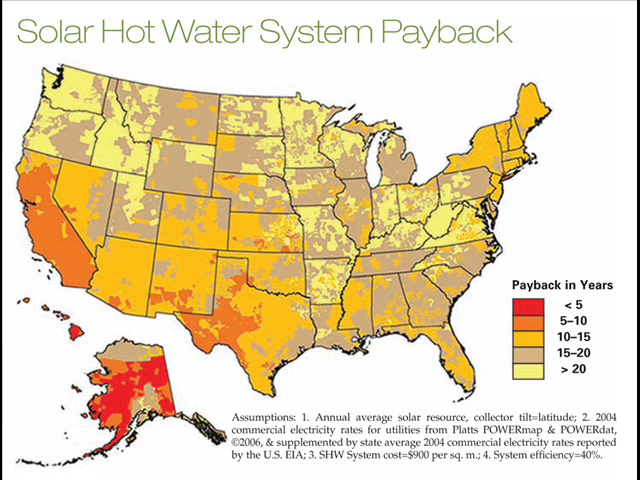 Solar Hot Water System Payback
Payback in Years
< 5
5–10
10–15
15–20
> 20
Assumptions: 1. Annual average solar resource, collector tilt=latitude; 2. 2004
commercial electricity rates for utilities from Platts POWERmap & POWERdat,
©2006, & supplemented by state average 2004 commercial electricity rates reported
by the U.S. EIA; 3. SHW System cost=$900 per sq. m.; 4. System efficiency=40%.